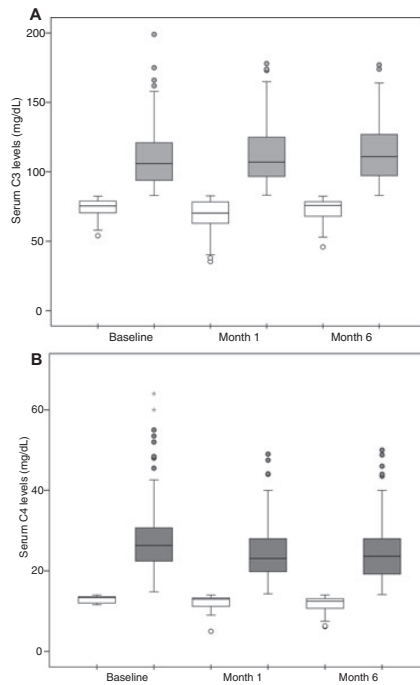 A
Serum C3 levels (mg/dL)
200
150
100
50
0
Baseline Month 1 Month 6
B
Serum C4 levels (mg/dL)
60
40
20
0
Baseline Month 1 Month 6